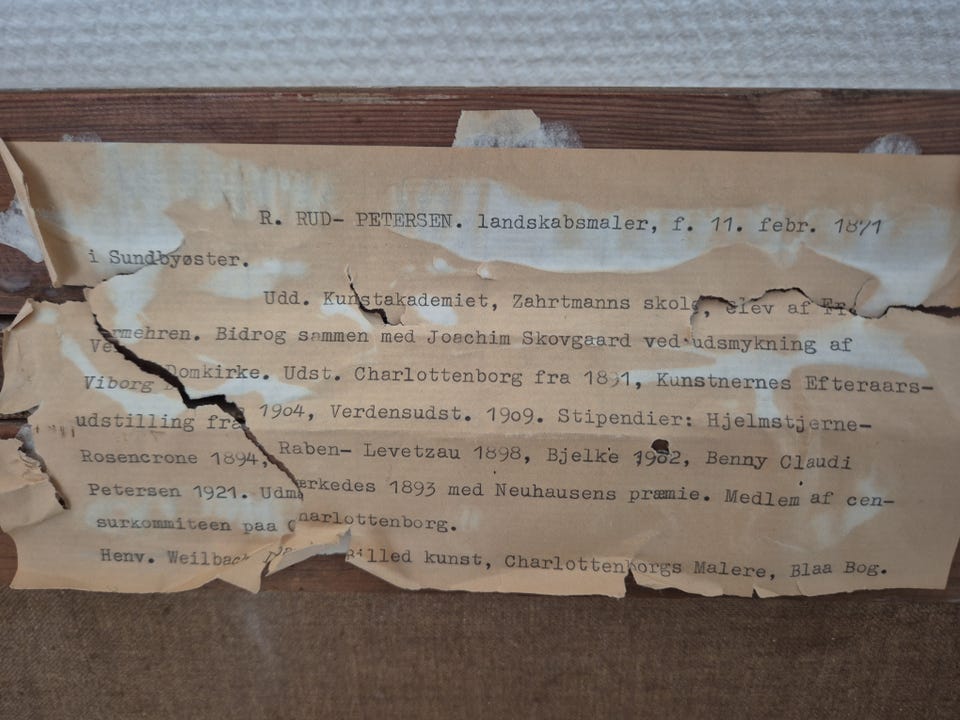 R. RUD- PETERSEN. landskabsmaler, f. 11. febr. 1871
i Sundbyøster.
Udd. Kunstakademiet, Zahrtmanns skole, elev af Fr.
Vermehren. Bidrog sammen med Joachim Skovgaard ved udsmykning af
Viborg Domkirke. Udst. Charlottenborg fra 1891, Kunstnernes Efteraars-
udstilling fra 1904, Verdensudst. 1909. Stipendier: Hjelmstjerne-
Rosencrone 1894, Raben- Levetzau 1898, Bjelke 1902, Benny Claudi
Petersen 1921. Udmærkedes 1893 med Neuhausens præmie. Medlem af cen-
surkommiteen paa Charlottenborg.
Henv. Weilbach Billed kunst, Charlottenborgs Malere, Blaa Bog.